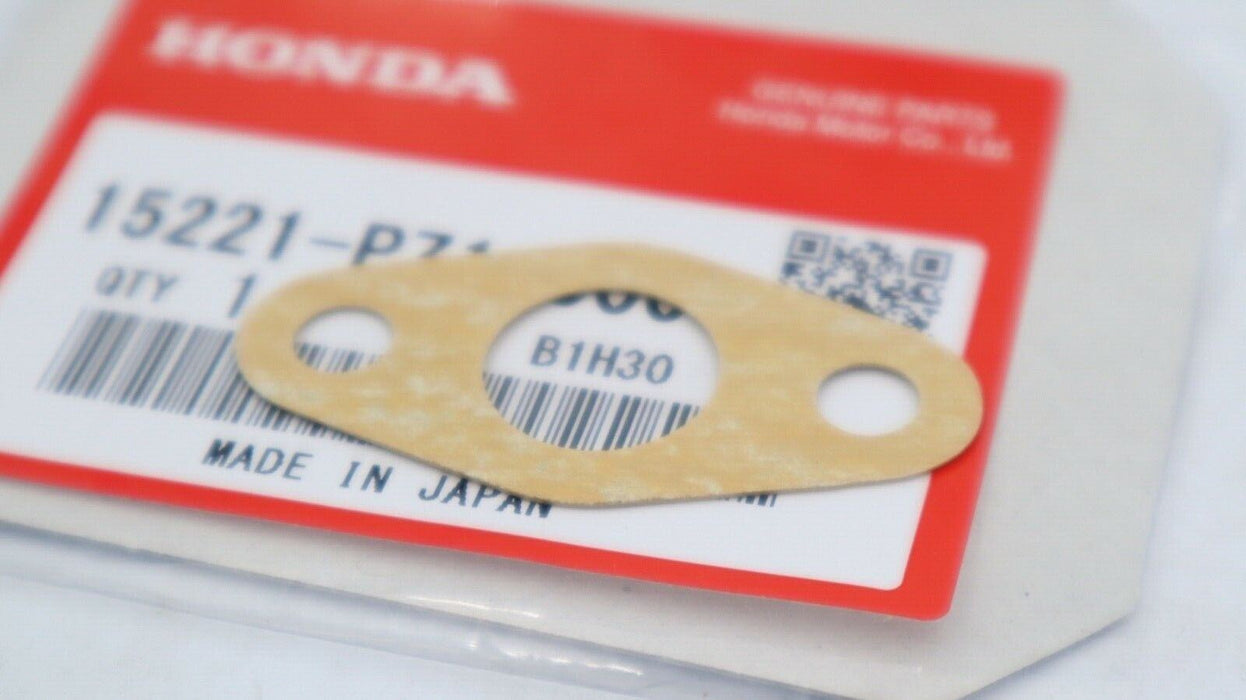 HONDA
GENUINE PARTS
Honda Motor Co., Ltd.
15221-PZ1
QTY 1
B1H30
MADE IN JAPAN